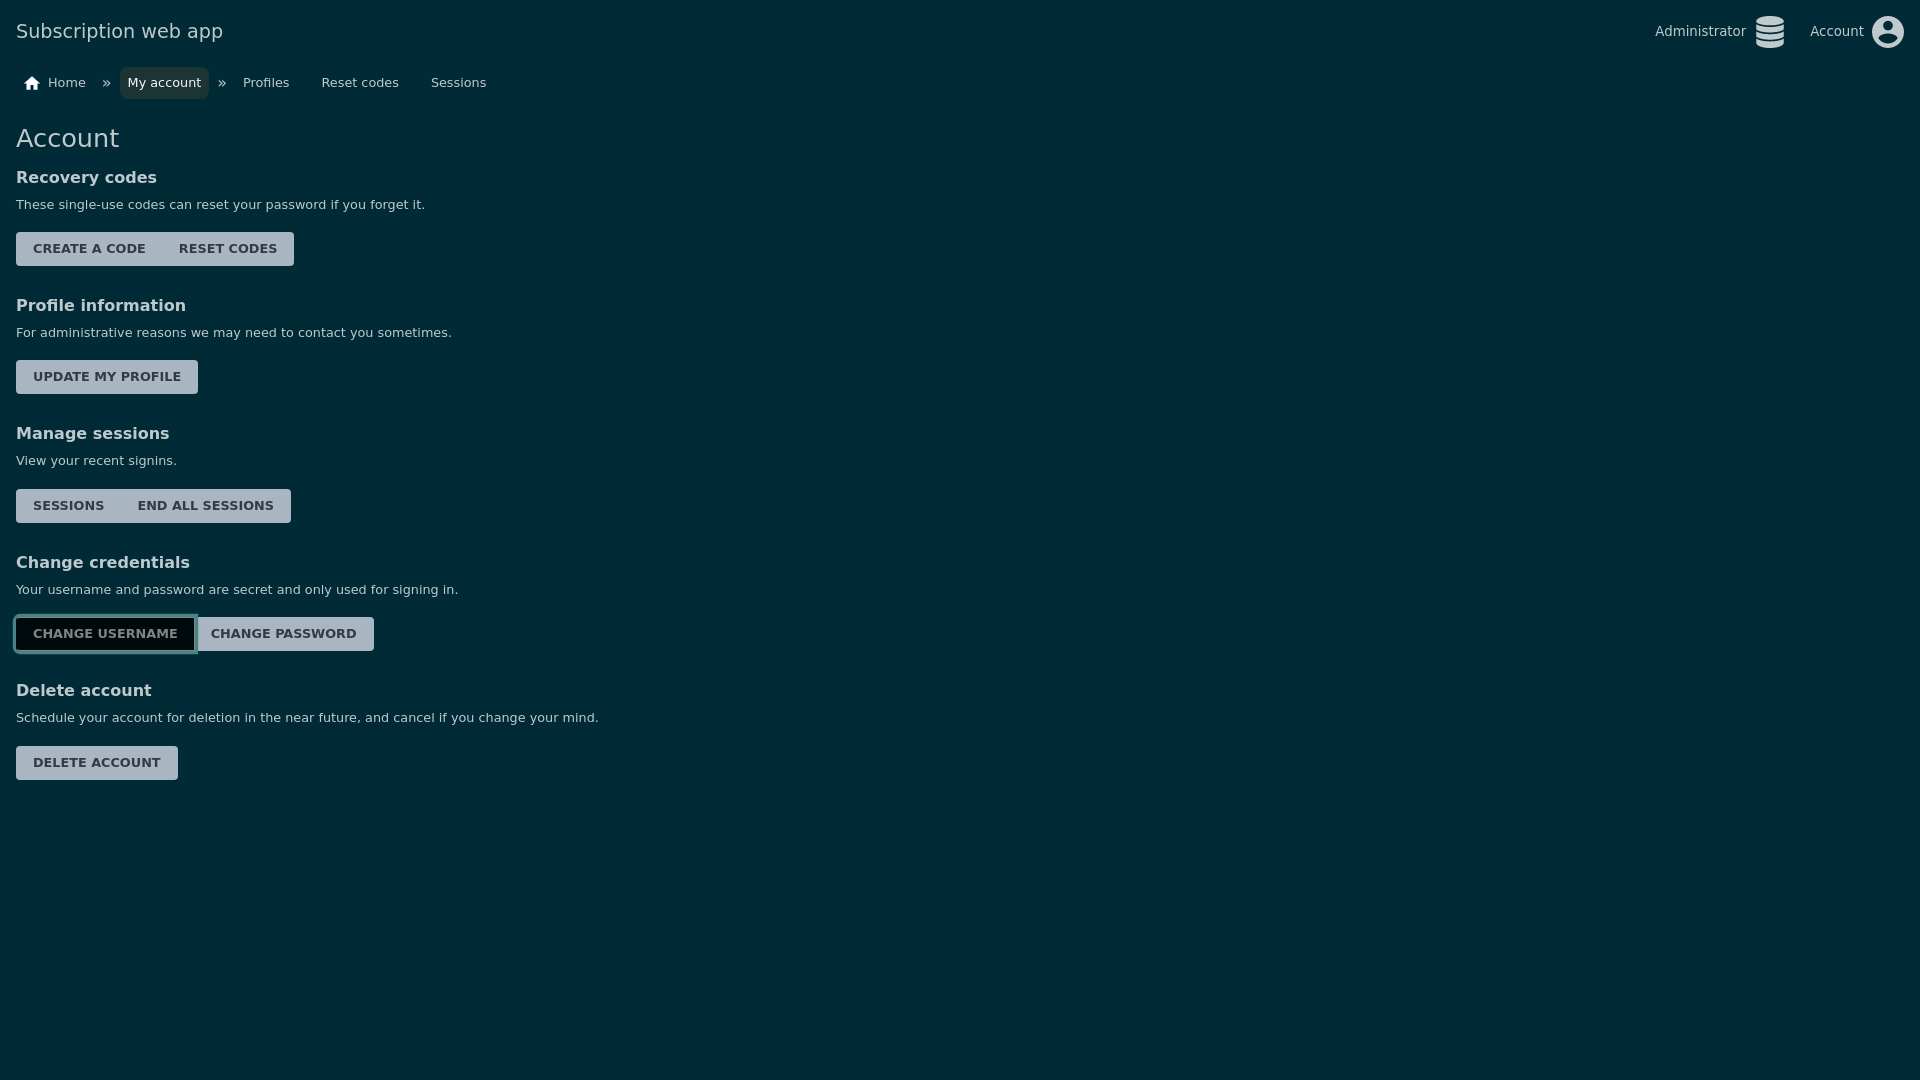 Subscription web app
Administrator
Account
Home » My account » Profiles Reset codes Sessions
Account
Recovery codes
These single-use codes can reset your password if you forget it.
CREATE A CODE RESET CODES
Profile information
For administrative reasons we may need to contact you sometimes.
UPDATE MY PROFILE
Manage sessions
View your recent signins.
SESSIONS END ALL SESSIONS
Change credentials
Your username and password are secret and only used for signing in.
CHANGE USERNAME CHANGE PASSWORD
Delete account
Schedule your account for deletion in the near future, and cancel if you change your mind.
DELETE ACCOUNT